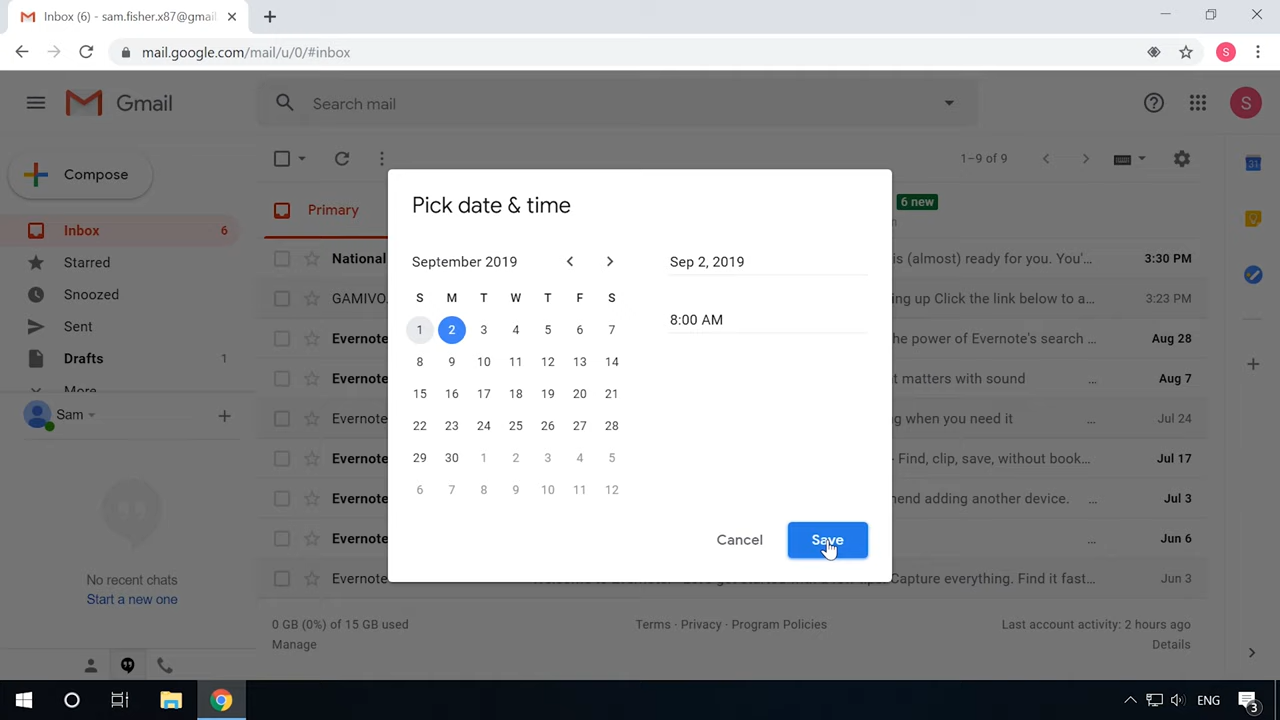 Inbox (6) - sam.fisher.x87@gmail
mail.google.com/mail/u/0/#inbox
S
Gmail
Search mail
S
1–9 of 9
Compose
Primary
6 new
Inbox 6
Starred
Snoozed
Sent
Drafts 1
More
Sam
No recent chats
Start a new one
National is (almost) ready for you. You'... 3:30 PM
GAMIVO. ing up Click the link below to a... 3:23 PM
Evernote he power of Evernote's search ... Aug 28
Evernote t matters with sound ... Aug 7
Evernote g when you need it ... Jul 24
Evernote Find, clip, save, without book... Jul 17
Evernote end adding another device. ... Jul 3
Evernote ... Jun 6
Evernote Capture everything. Find it fast... Jun 3
Pick date & time
September 2019
Sep 2, 2019
8:00 AM
S M T W T F S
1 2 3 4 5 6 7
8 9 10 11 12 13 14
15 16 17 18 19 20 21
22 23 24 25 26 27 28
29 30 1 2 3 4 5
6 7 8 9 10 11 12
Cancel
Save
0 GB (0%) of 15 GB used
Manage
Terms · Privacy · Program Policies
Last account activity: 2 hours ago
Details
31
ENG
3